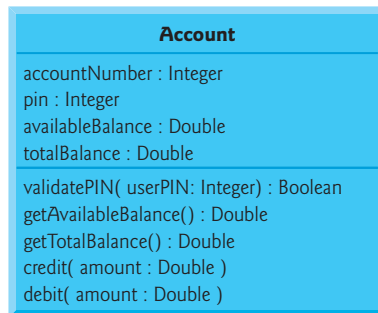 Account
accountNumber : Integer
pin : Integer
availableBalance : Double
totalBalance : Double
validatePIN( userPIN: Integer) : Boolean
getAvailableBalance() : Double
getTotalBalance() : Double
credit( amount : Double )
debit( amount : Double )